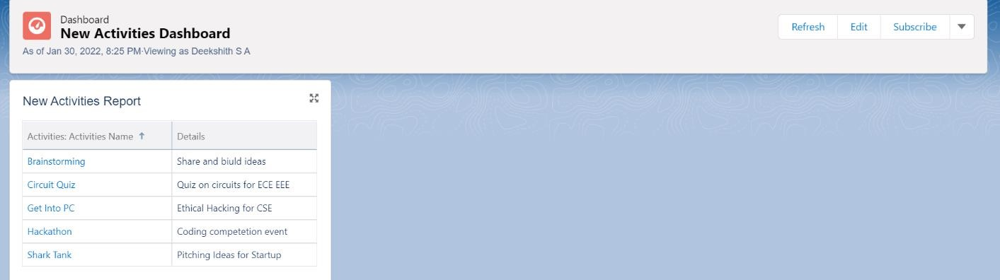 Dashboard
New Activities Dashboard
As of Jan 30, 2022, 8:25 PM·Viewing as Deekshith S A
Refresh Edit Subscribe
New Activities Report
Activities: Activities Name ↑ Details
Brainstorming Share and biuld ideas
Circuit Quiz Quiz on circuits for ECE EEE
Get Into PC Ethical Hacking for CSE
Hackathon Coding competetion event
Shark Tank Pitching Ideas for Startup